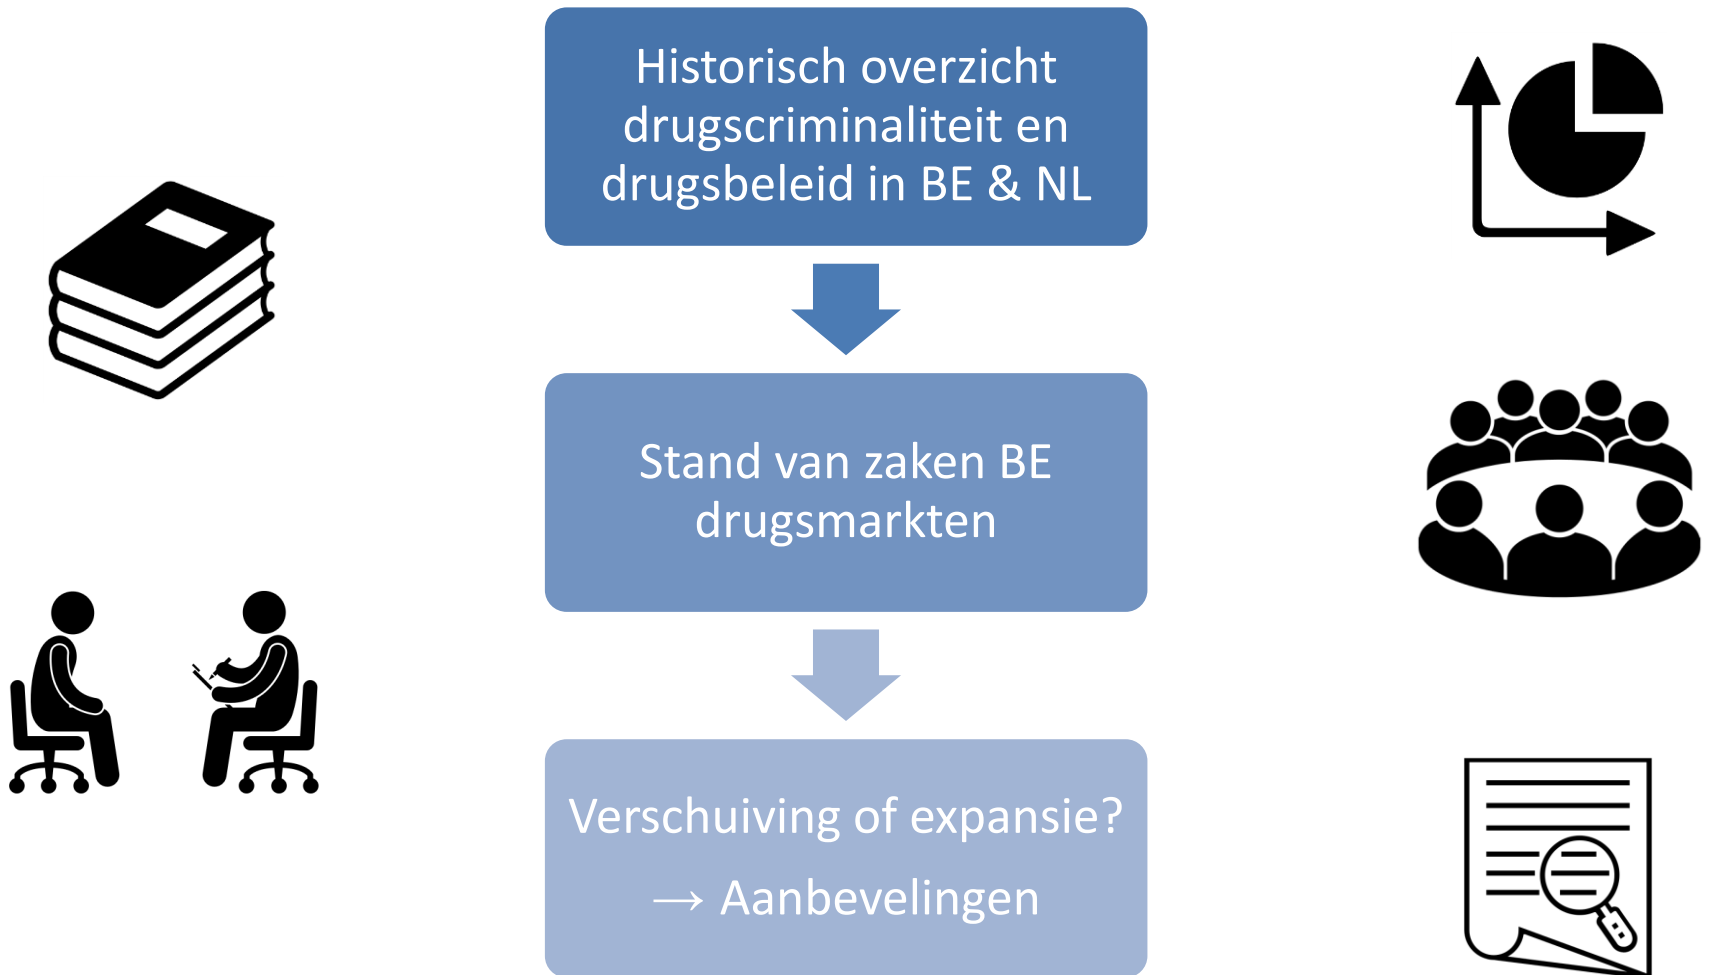 Historisch overzicht
drugscriminaliteit en
drugsbeleid in BE & NL
Stand van zaken BE
drugsmarkten
Verschuiving of expansie?
→ Aanbevelingen